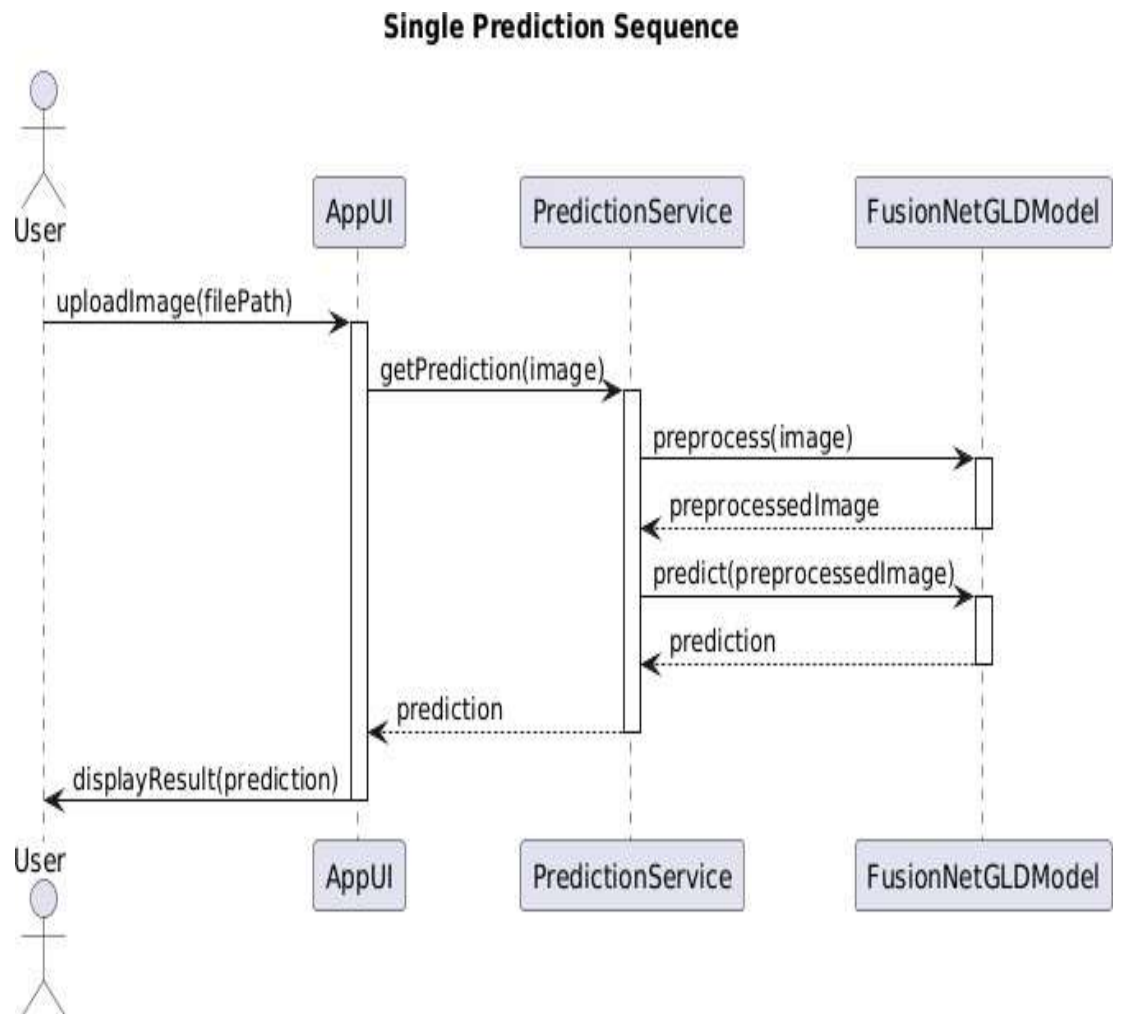 Single Prediction Sequence
User
AppUI
PredictionService
FusionNetGLDModel
uploadImage(filePath)
getPrediction(image)
preprocess(image)
preprocessedImage
predict(preprocessedImage)
prediction
prediction
displayResult(prediction)
User
AppUI
PredictionService
FusionNetGLDModel